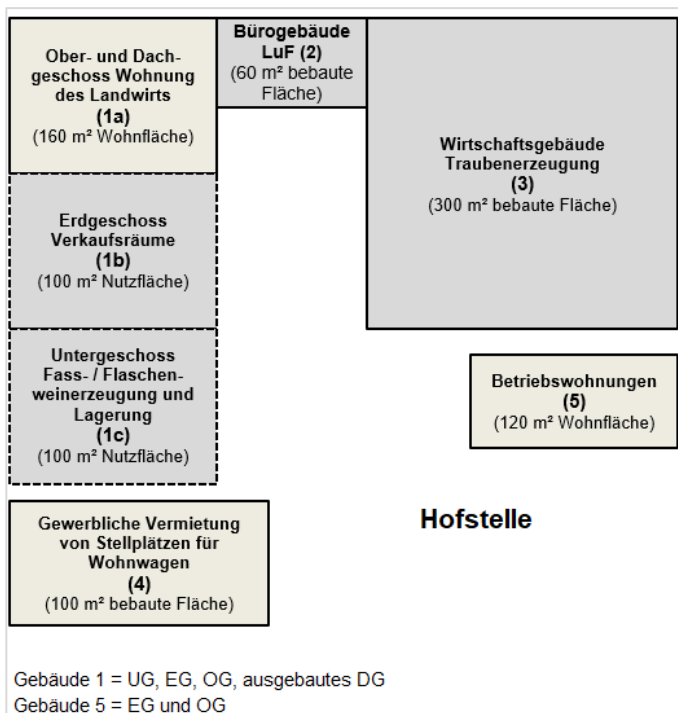 Ober- und Dach-
geschoss Wohnung
des Landwirts
(1a)
(160 m² Wohnfläche)
Bürogebäude
LuF (2)
(60 m² bebaute
Fläche)
Wirtschaftsgebäude
Traubenerzeugung
(3)
(300 m² bebaute Fläche)
Erdgeschoss
Verkaufsräume
(1b)
(100 m² Nutzfläche)
Untergeschoss
Fass- / Flaschen-
weinerzeugung und
Lagerung
(1c)
(100 m² Nutzfläche)
Betriebswohnungen
(5)
(120 m² Wohnfläche)
Hofstelle
Gewerbliche Vermietung
von Stellplätzen für
Wohnwagen
(4)
(100 m² bebaute Fläche)
Gebäude 1 = UG, EG, OG, ausgebautes DG
Gebäude 5 = EG und OG